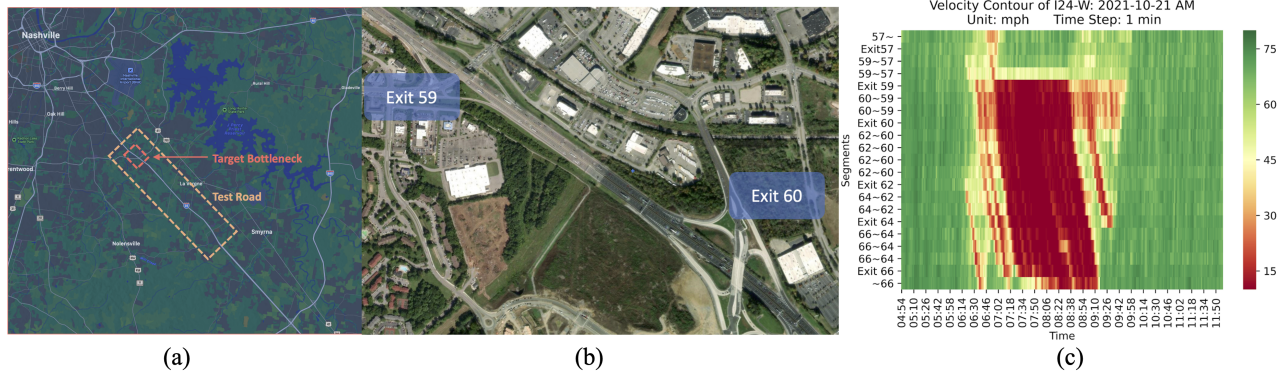 Nashville
Berry Hill
Oak Hill
La Vergne
Nolensville
Smyrna
Target Bottleneck
Test Road
(a)
Exit 59
Exit 60
(b)
Velocity Contour of I24-W: 2021-10-21 AM
Unit: mph Time Step: 1 min
Segments
57~
Exit57
59~57
59~57
Exit 59
60~59
60~59
Exit 60
62~60
62~60
62~60
62~60
Exit 62
64~62
64~62
Exit 64
66~64
66~64
66~64
Exit 66
~66
04:54
05:10
05:26
05:42
05:58
06:14
06:30
06:46
07:02
07:18
07:34
07:50
08:06
08:22
08:38
08:54
09:10
09:26
09:42
09:58
10:14
10:30
10:46
11:02
11:18
11:34
11:50
Time
75
60
45
30
15
(c)